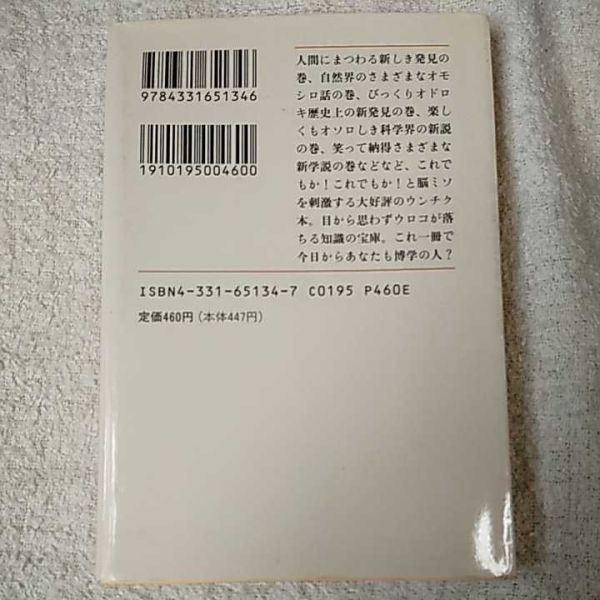 9784331651346
1910195004600
人間にまつわる新しき発見の
巻、自然界のさまざまなオモ
シロ話の巻、びっくりオドロ
キ歴史上の新発見の巻、楽し
くもオソロしき科学界の新説
の巻、笑って納得さまざまな
新学説の巻などなど、これで
もか!これでもか!と脳ミソ
を刺激する大好評のウンチク
本。目から思わずウロコが落
ちる知識の宝庫。これ一冊で
今日からあなたも博学の人?
ISBN4-331-65134-7 C0195 P460E
定価460円(本体447円)